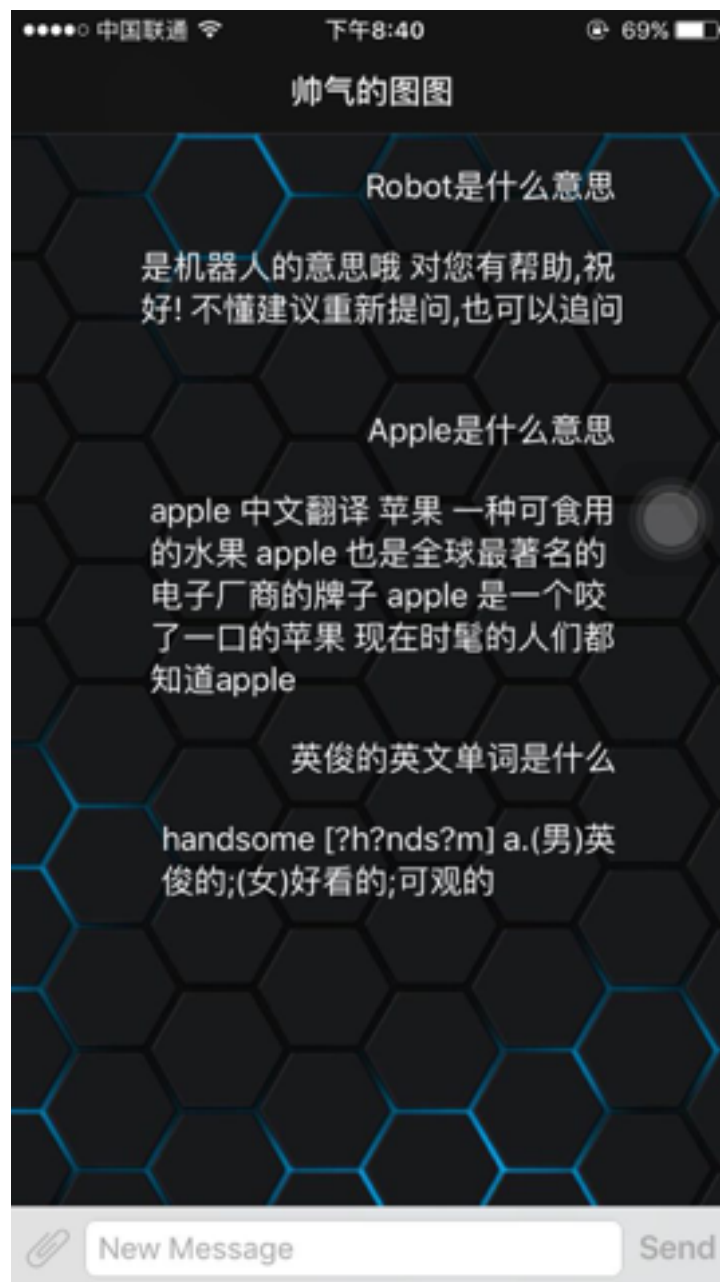 中国联通 下午8:40 69%
帅气的图图
Robot是什么意思
是机器人的意思哦 对您有帮助,祝
好! 不懂建议重新提问,也可以追问
Apple是什么意思
apple 中文翻译 苹果 一种可食用
的水果 apple 也是全球最著名的
电子厂商的牌子 apple 是一个咬
了一口的苹果 现在时髦的人们都
知道apple
英俊的英文单词是什么
handsome [?h?nds?m] a.(男)英
俊的;(女)好看的;可观的
New Message Send